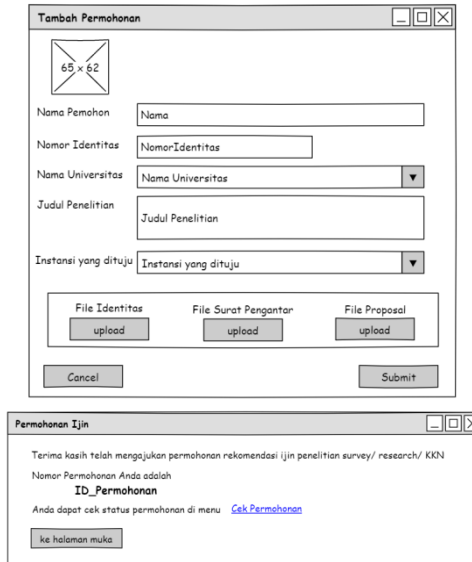 Tambah Permohonan
65 x 62
Nama Pemohon
Nama
Nomor Identitas
NomorIdentitas
Nama Universitas
Nama Universitas
Judul Penelitian
Judul Penelitian
Instansi yang dituju
Instansi yang dituju
File Identitas File Surat Pengantar File Proposal
upload upload upload
Cancel Submit
Permohonan Ijin
Terima kasih telah mengajukan permohonan rekomendasi ijin penelitian survey/ research/ KKN
Nomor Permohonan Anda adalah
ID_Permohonan
Anda dapat cek status permohonan di menu Cek Permohonan
ke halaman muka